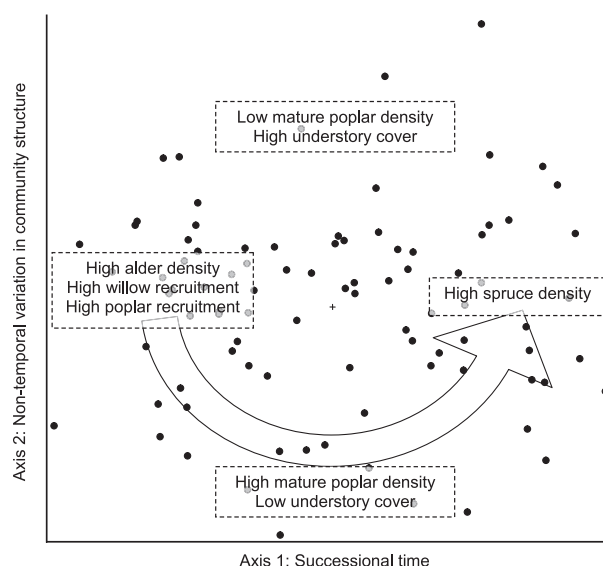 Low mature poplar density
High understory cover
High alder density
High willow recruitment
High poplar recruitment
High spruce density
High mature poplar density
Low understory cover
Axis 2: Non-temporal variation in community structure
Axis 1: Successional time